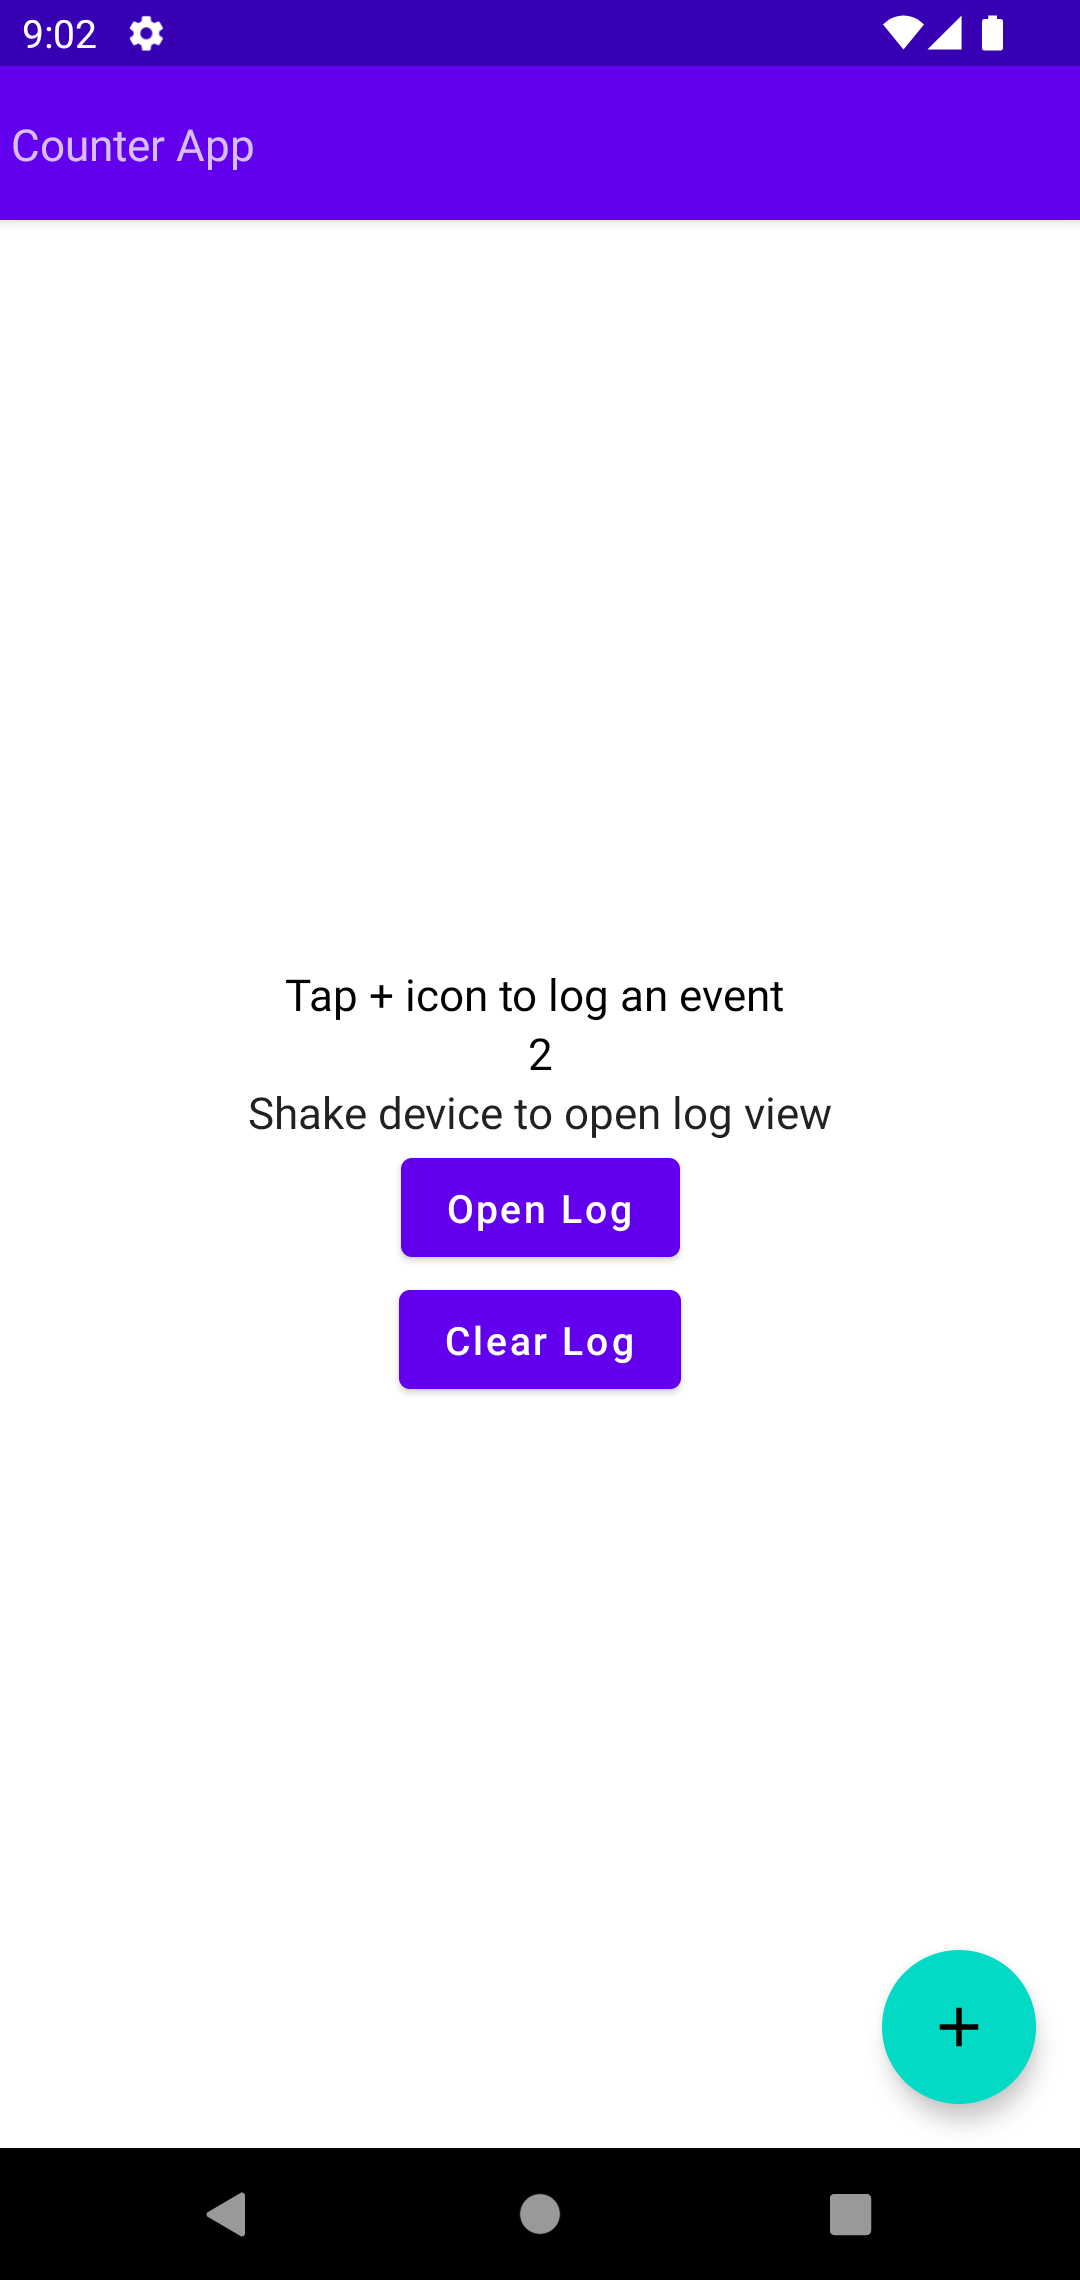 9:02
Counter App
Tap + icon to log an event
2
Shake device to open log view
Open Log
Clear Log